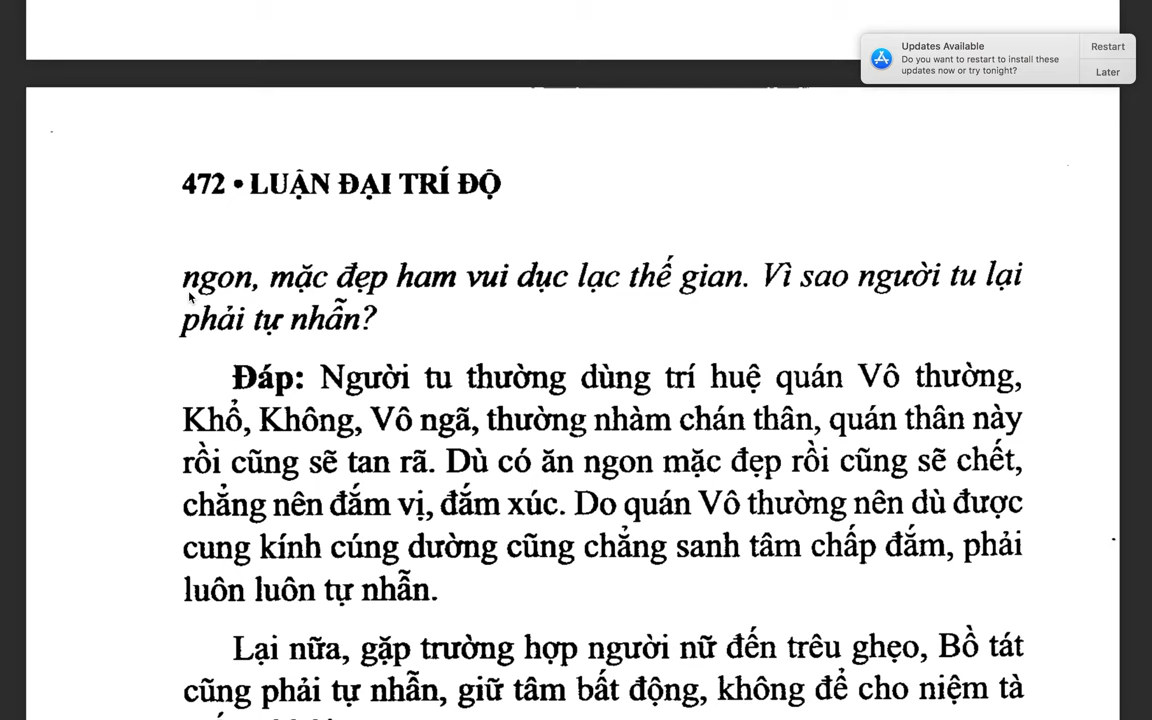 Updates Available
Do you want to restart to install these
updates now or try tonight?
Restart
Later
472 • LUẬN ĐẠI TRÍ ĐỘ
ngon, mặc đẹp ham vui dục lạc thế gian. Vì sao người tu lại
phải tự nhẫn?
Đáp: Người tu thường dùng trí huệ quán Vô thường,
Khổ, Không, Vô ngã, thường nhàm chán thân, quán thân này
rồi cũng sẽ tan rã. Dù có ăn ngon mặc đẹp rồi cũng sẽ chết,
chẳng nên đắm vị, đắm xúc. Do quán Vô thường nên dù được
cung kính cúng dường cũng chẳng sanh tâm chấp đắm, phải
luôn luôn tự nhẫn.
Lại nữa, gặp trường hợp người nữ đến trêu ghẹo, Bồ tát
cũng phải tự nhẫn, giữ tâm bất động, không để cho niệm tà